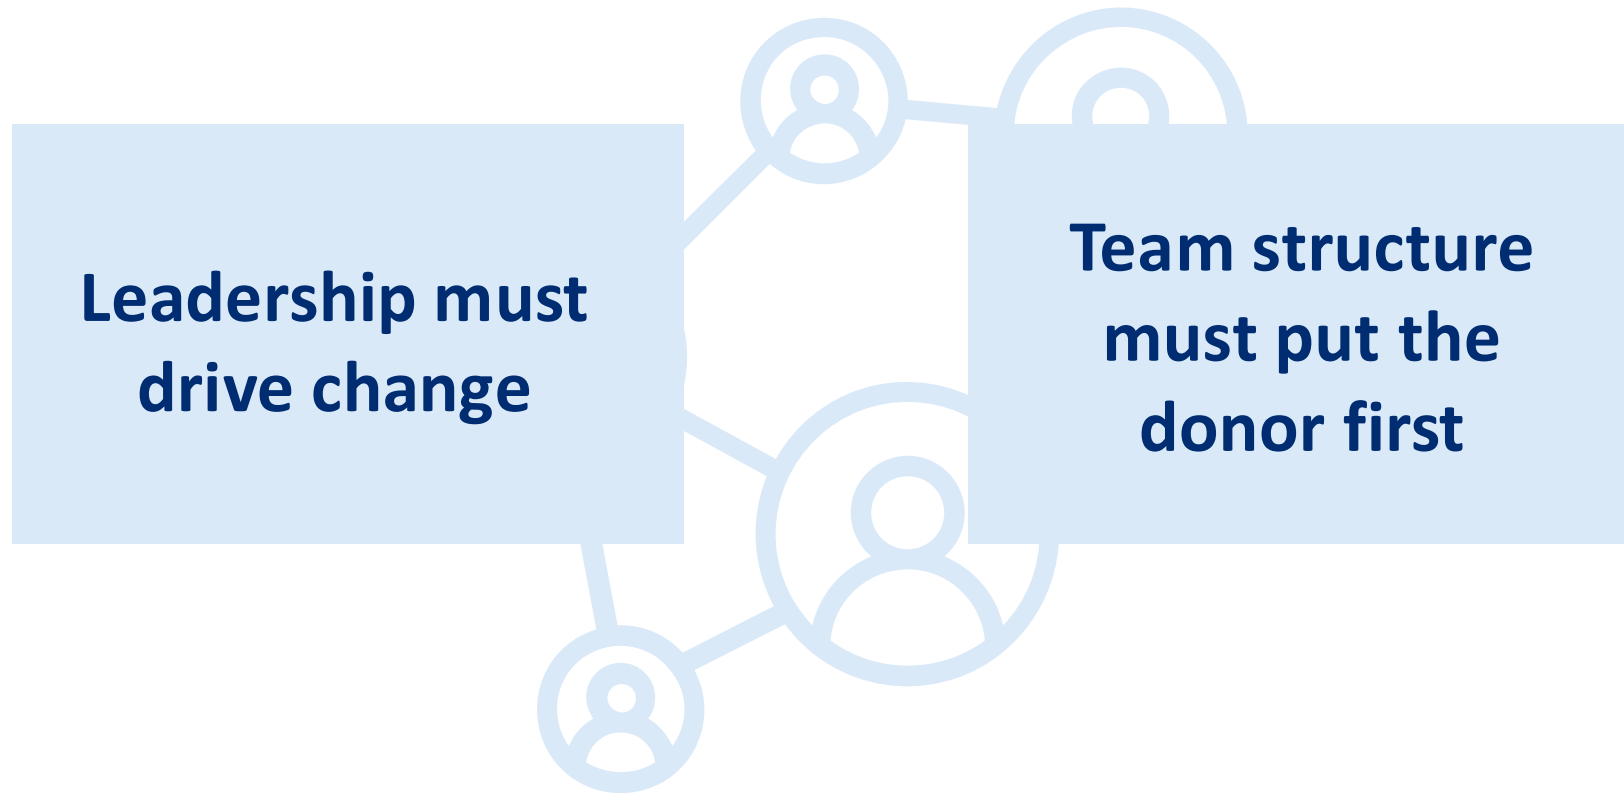 Leadership must
drive change
Team structure
must put the
donor first